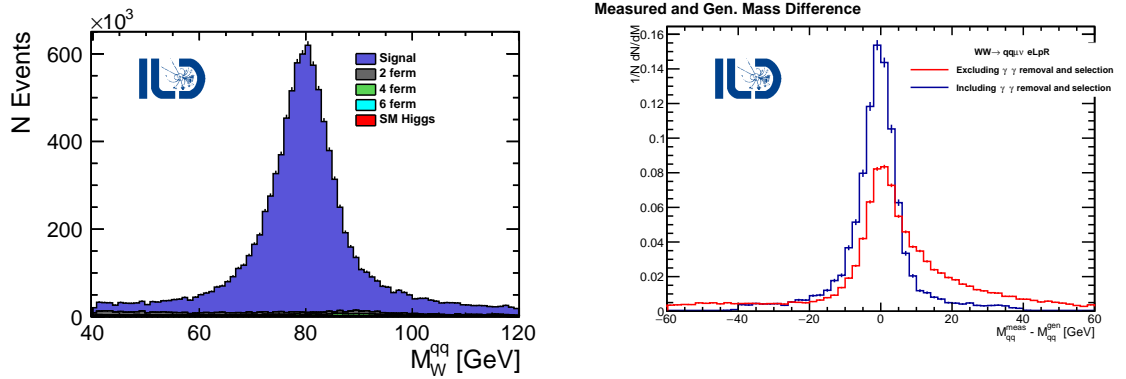 ×10³
N Events
600
400
200
0
Signal
2 ferm
4 ferm
6 ferm
SM Higgs
ILD
40 60 80 100 120
M_W^qq [GeV]
Measured and Gen. Mass Difference
1/N dN/dM
0.16
0.14
0.12
0.1
0.08
0.06
0.04
0.02
0
ILD
WW→ qqμν eLpR
Excluding γ γ removal and selection
Including γ γ removal and selection
−60 −40 −20 0 20 40 60
M_qq^meas - M_qq^gen [GeV]